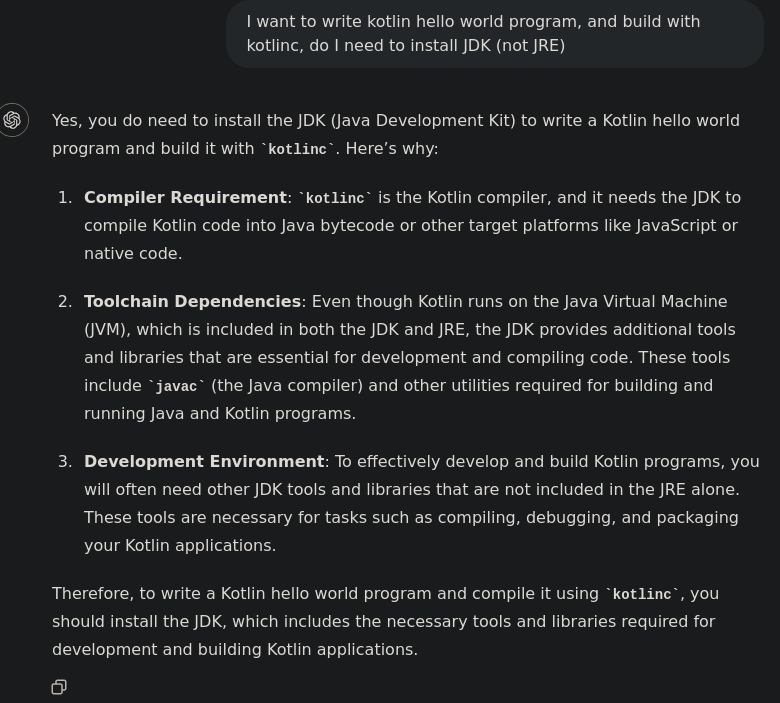 I want to write kotlin hello world program, and build with
kotlinc, do I need to install JDK (not JRE)
Yes, you do need to install the JDK (Java Development Kit) to write a Kotlin hello world
program and build it with `kotlinc`. Here’s why:
1. Compiler Requirement: `kotlinc` is the Kotlin compiler, and it needs the JDK to
compile Kotlin code into Java bytecode or other target platforms like JavaScript or
native code.
2. Toolchain Dependencies: Even though Kotlin runs on the Java Virtual Machine
(JVM), which is included in both the JDK and JRE, the JDK provides additional tools
and libraries that are essential for development and compiling code. These tools
include `javac` (the Java compiler) and other utilities required for building and
running Java and Kotlin programs.
3. Development Environment: To effectively develop and build Kotlin programs, you
will often need other JDK tools and libraries that are not included in the JRE alone.
These tools are necessary for tasks such as compiling, debugging, and packaging
your Kotlin applications.
Therefore, to write a Kotlin hello world program and compile it using `kotlinc`, you
should install the JDK, which includes the necessary tools and libraries required for
development and building Kotlin applications.